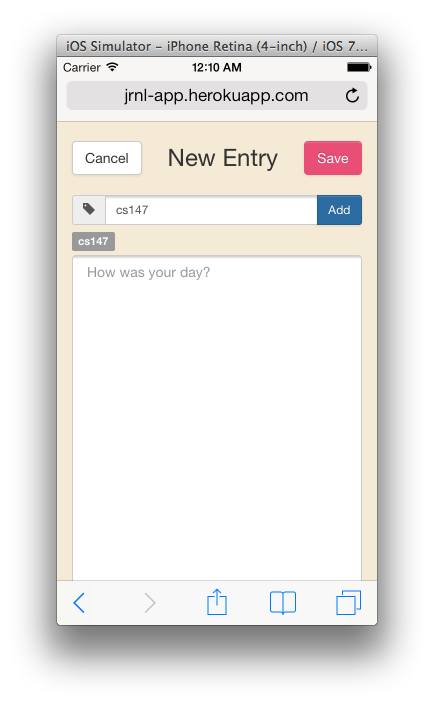 iOS Simulator – iPhone Retina (4-inch) / iOS 7...
Carrier 12:10 AM
jrnl-app.herokuapp.com
Cancel New Entry Save
cs147 Add
cs147
How was your day?